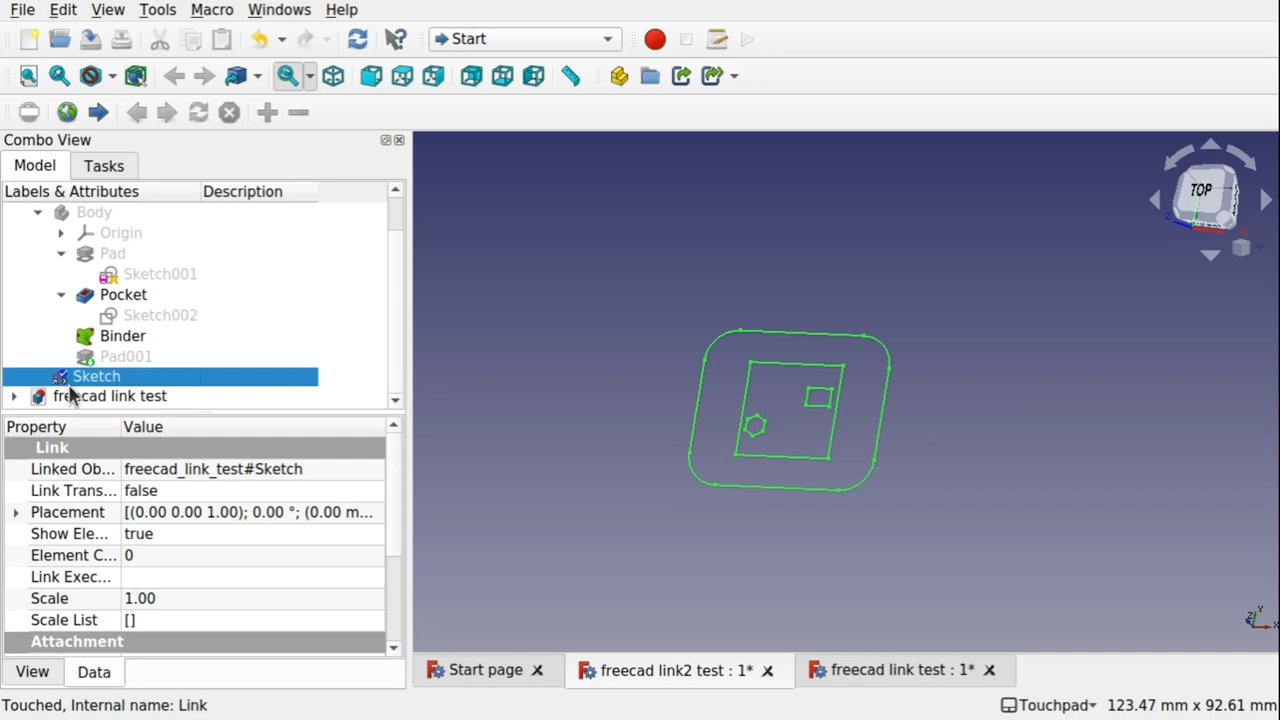 File Edit View Tools Macro Windows Help
Start
Combo View
Model Tasks
Labels & Attributes Description
Body
Origin
Pad
Sketch001
Pocket
Sketch002
Binder
Pad001
Sketch
freecad link test
Property Value
Link
Linked Ob... freecad_link_test#Sketch
Link Trans... false
Placement [(0.00 0.00 1.00); 0.00 °; (0.00 m...
Show Ele... true
Element C... 0
Link Exec...
Scale 1.00
Scale List []
Attachment
View Data
TOP
Z
X
Y
Z
X
Start page freecad link2 test : 1* freecad link test : 1*
Touched, Internal name: Link
Touchpad 123.47 mm x 92.61 mm